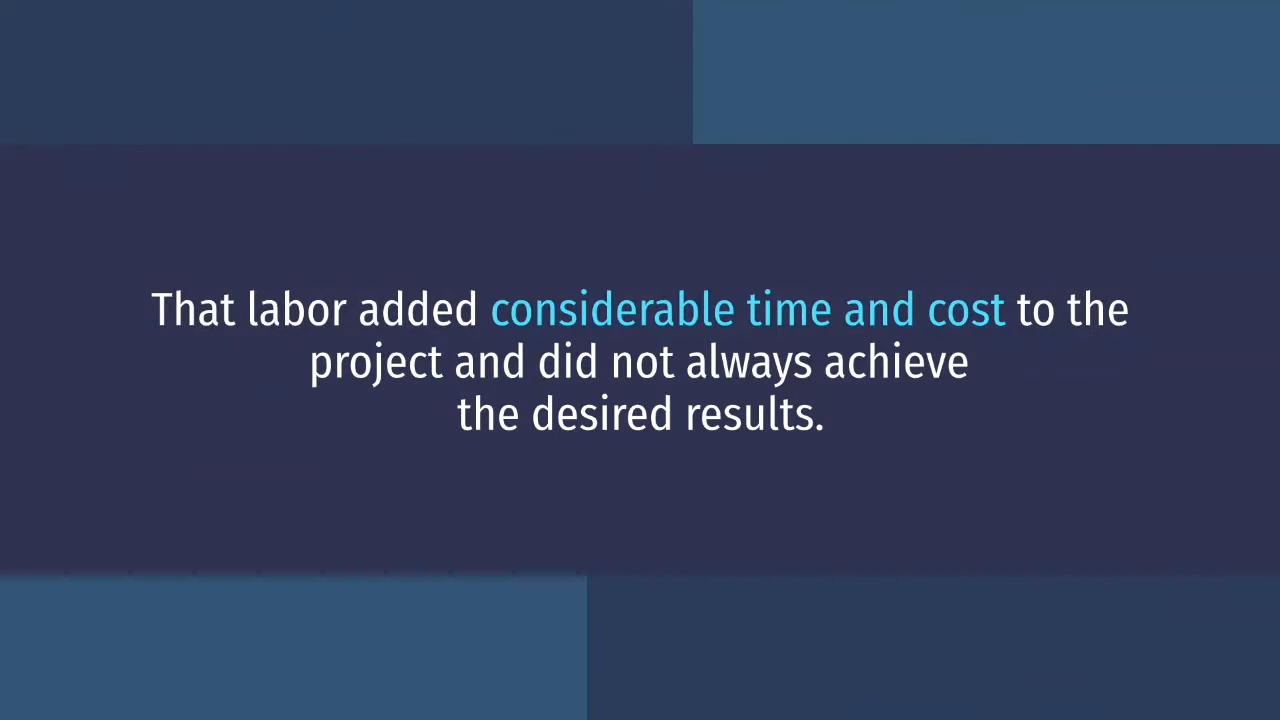 That labor added considerable time and cost to the
project and did not always achieve
the desired results.